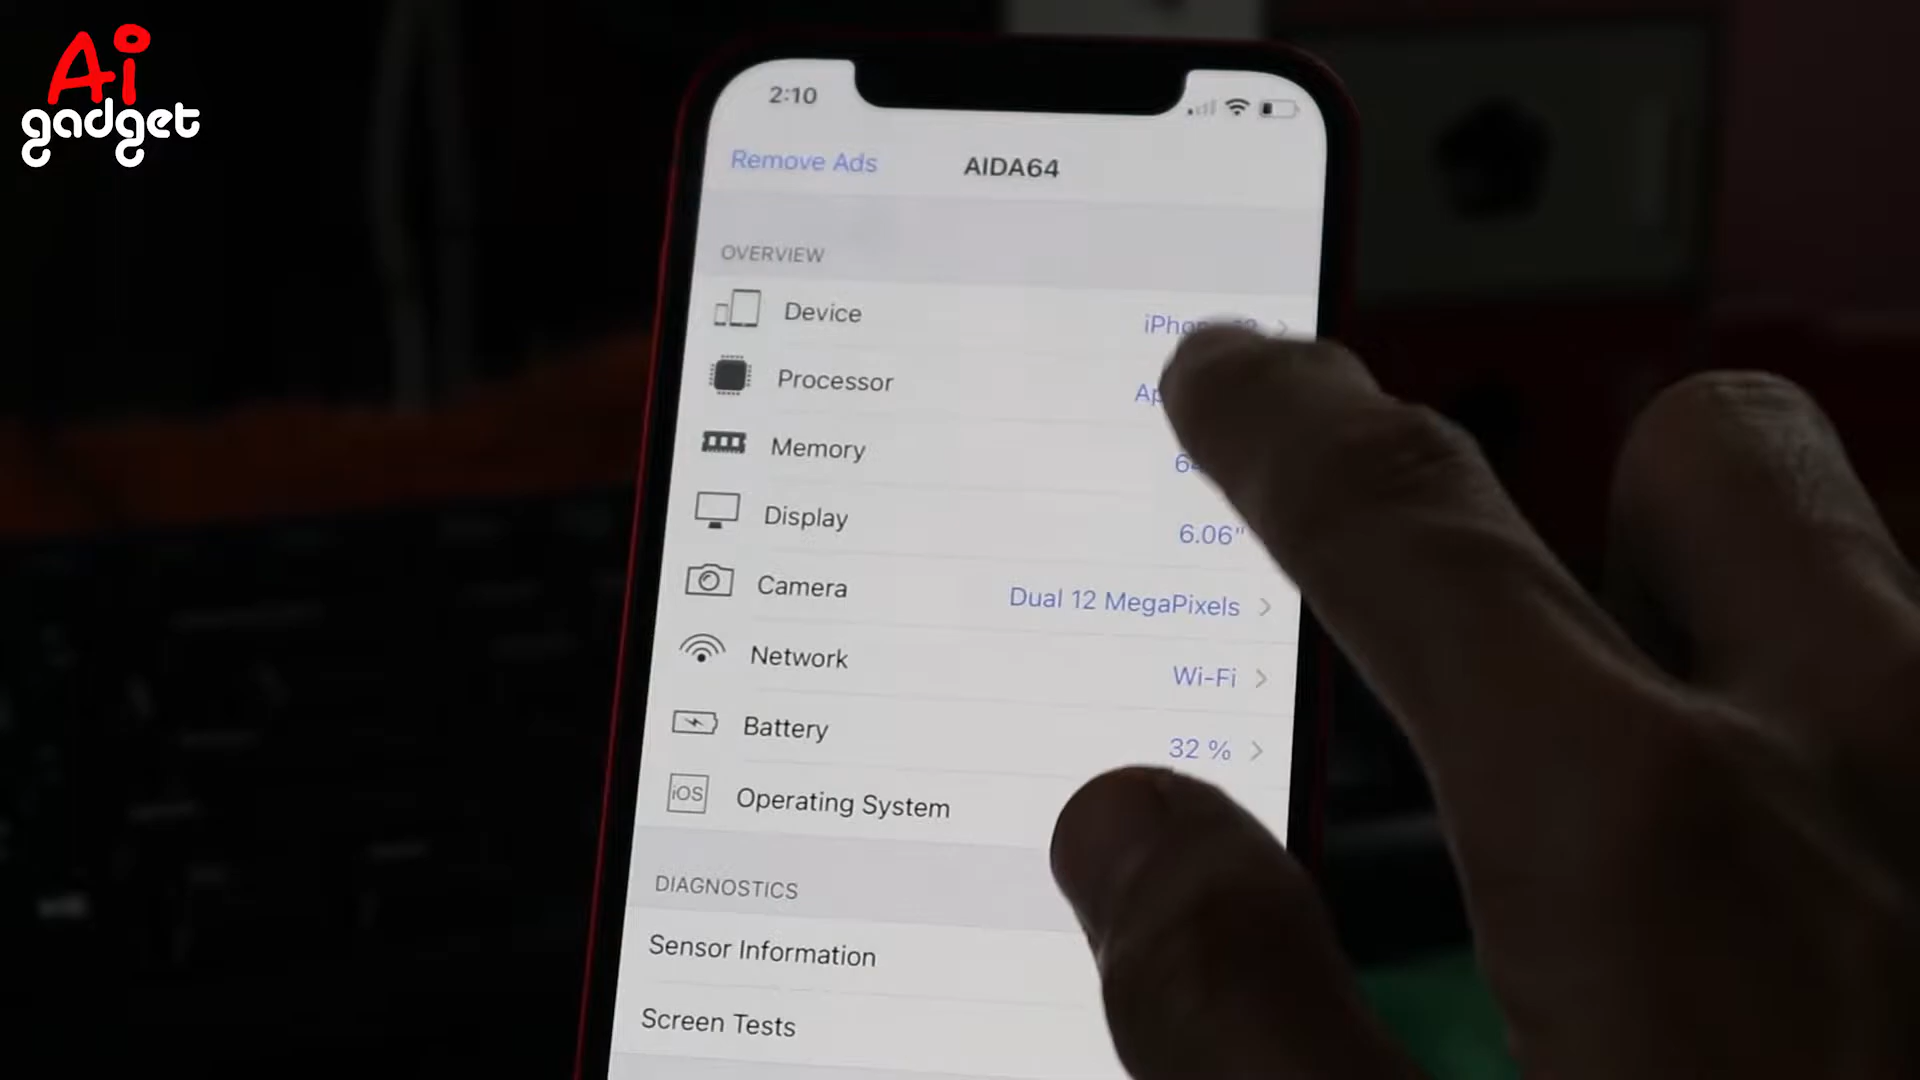 Ai
gadget
2:10
Remove Ads
AIDA64
OVERVIEW
Device
Processor
Memory
Display
6.06"
Camera
Dual 12 MegaPixels
Network
Wi-Fi
Battery
32 %
iOS
Operating System
DIAGNOSTICS
Sensor Information
Screen Tests